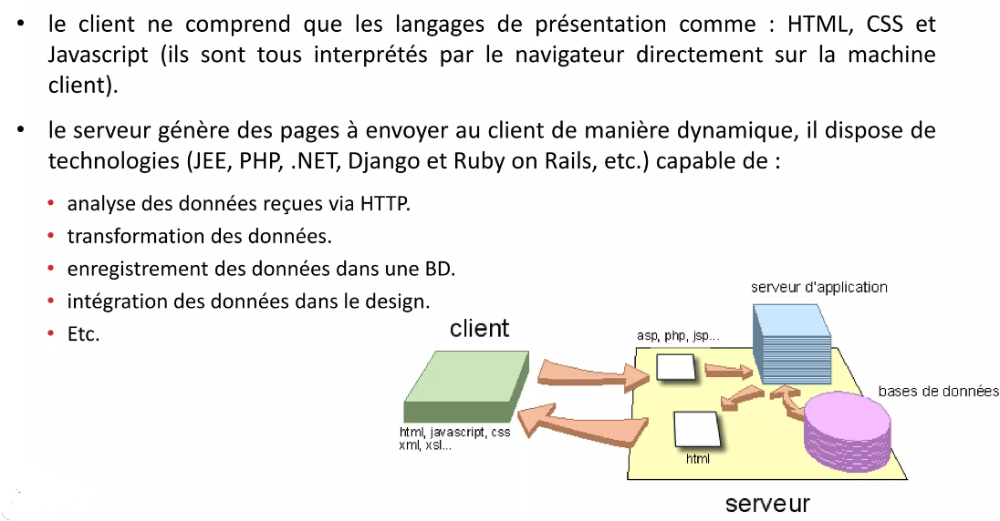 • le client ne comprend que les langages de présentation comme : HTML, CSS et
Javascript (ils sont tous interprétés par le navigateur directement sur la machine
client).
• le serveur génère des pages à envoyer au client de manière dynamique, il dispose de
technologies (JEE, PHP, .NET, Django et Ruby on Rails, etc.) capable de :
• analyse des données reçues via HTTP.
• transformation des données.
• enregistrement des données dans une BD.
• intégration des données dans le design.
• Etc.
serveur d'application
client
asp, php, jsp...
bases de données
html, javascript, css
xml, xsl...
html
serveur